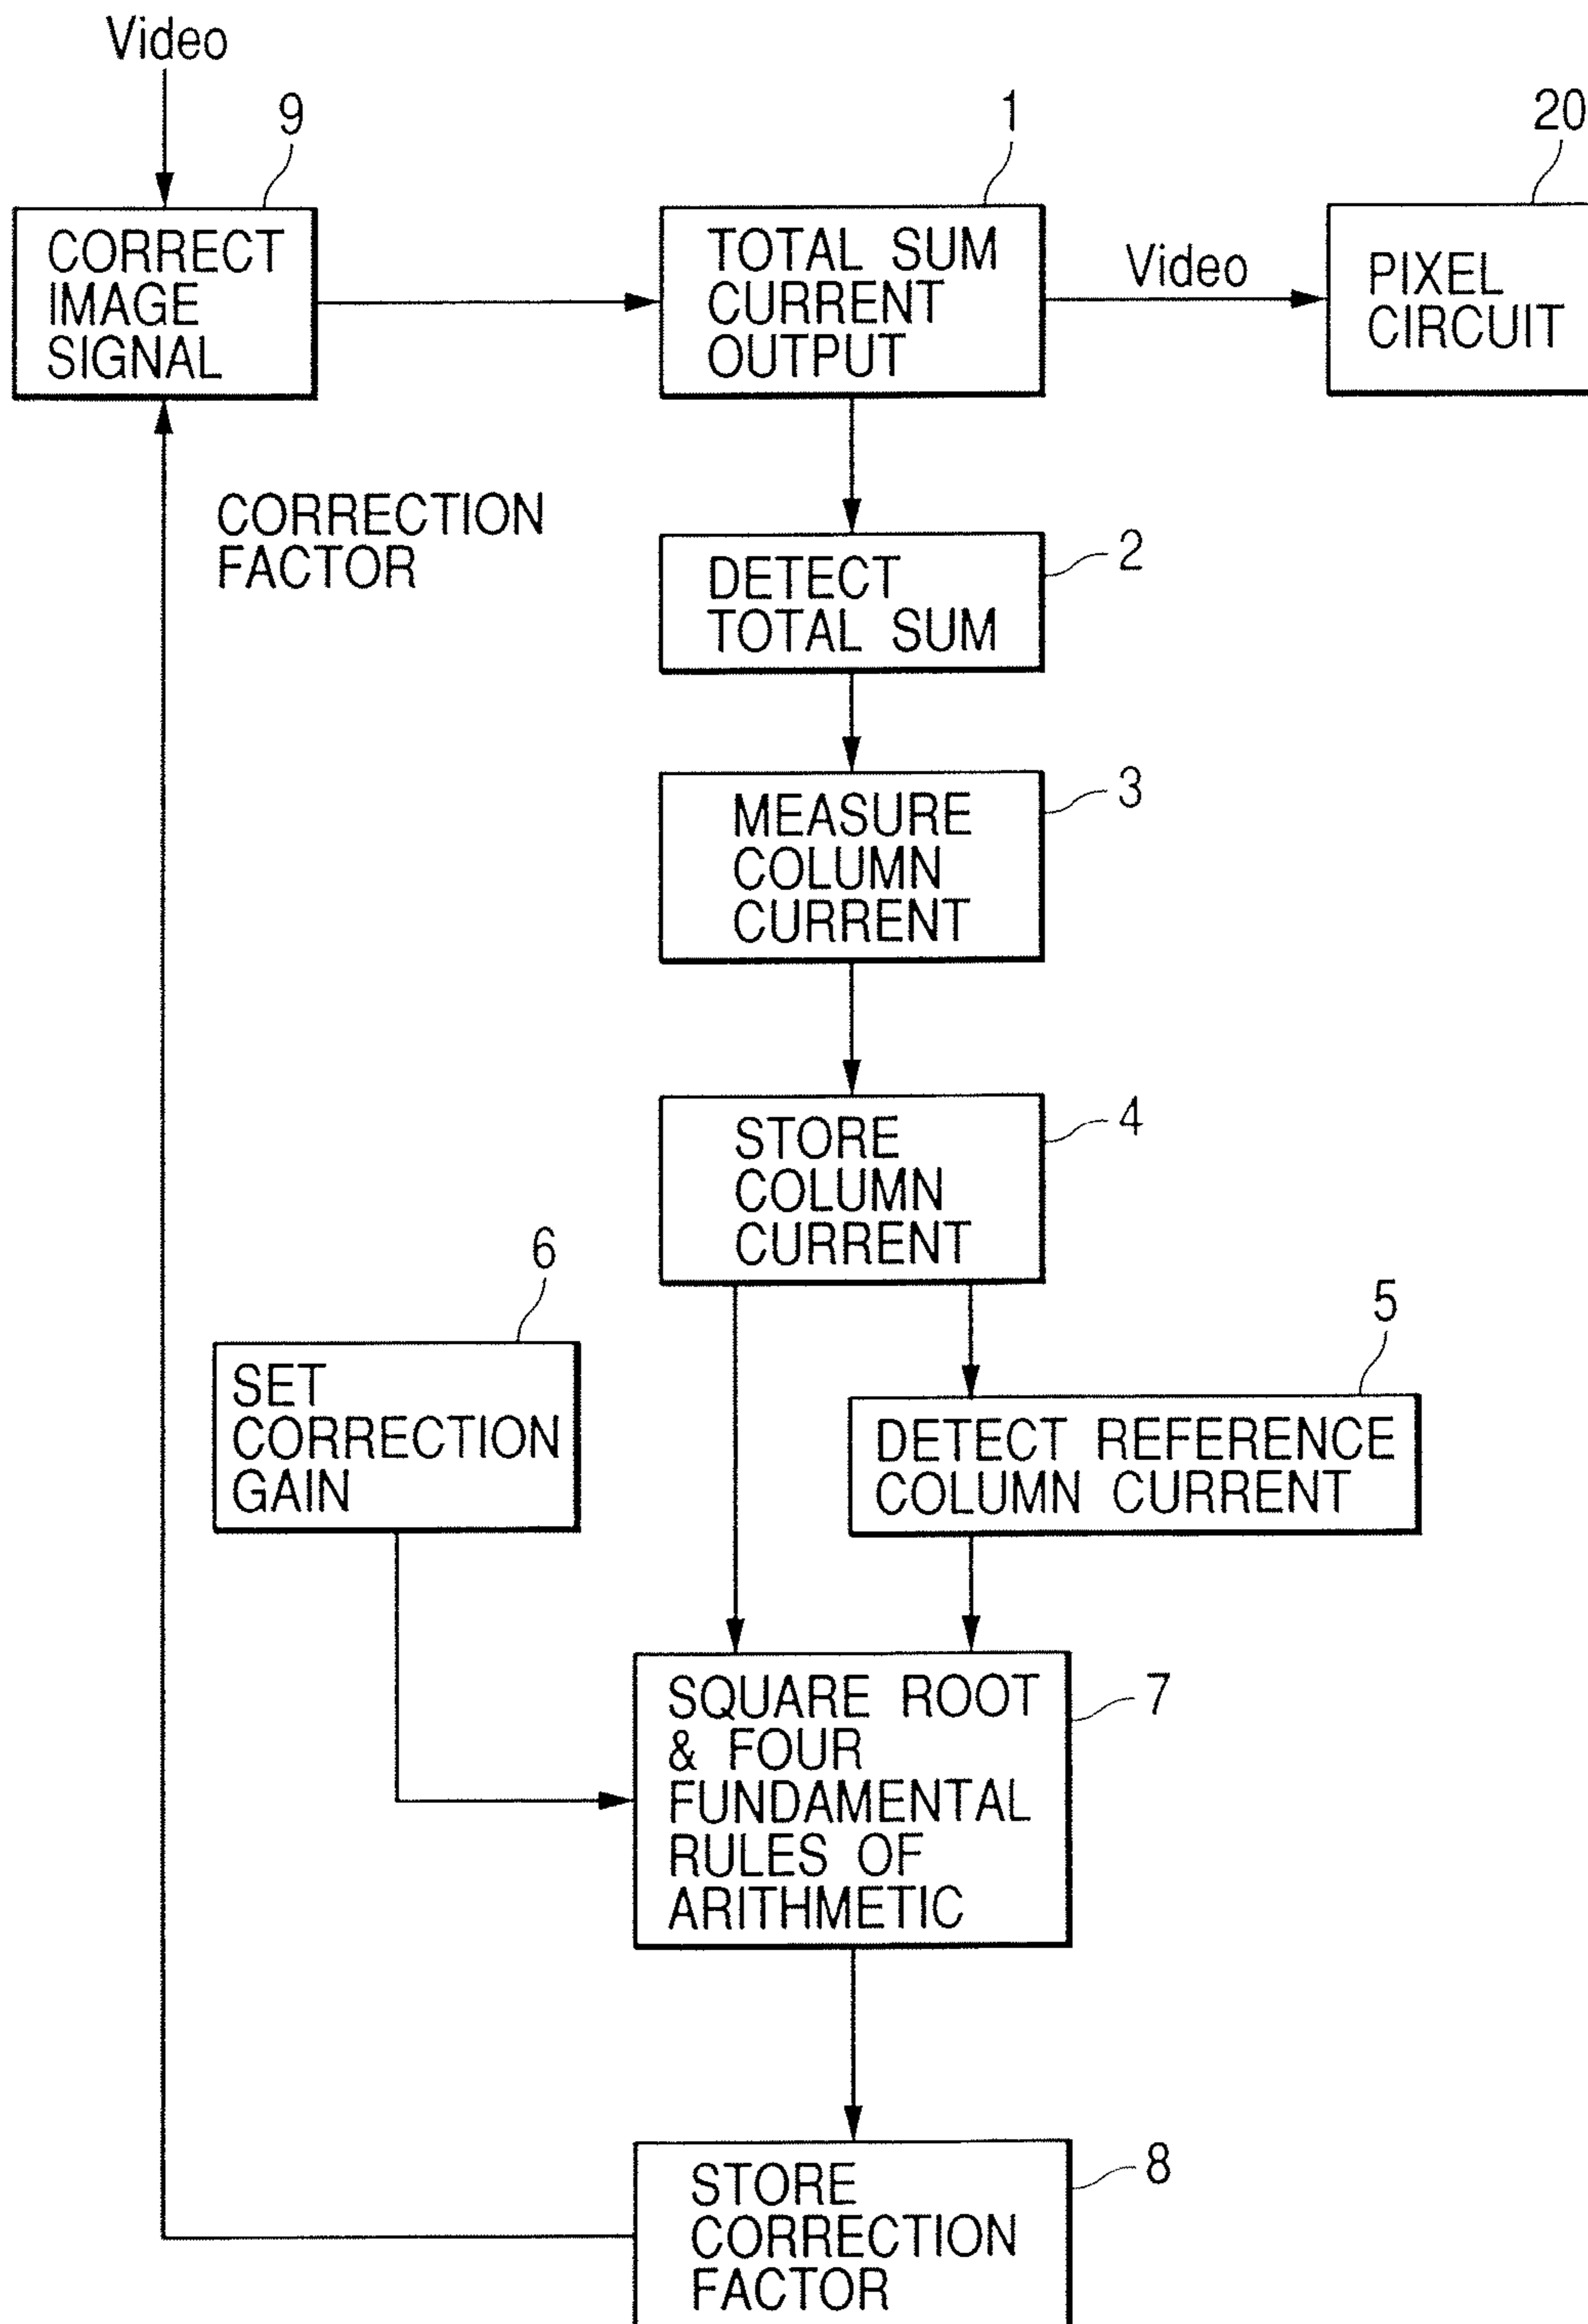 Video
9
1
20
CORRECT
IMAGE
SIGNAL
TOTAL SUM
CURRENT
OUTPUT
Video
PIXEL
CIRCUIT
CORRECTION
FACTOR
2
DETECT
TOTAL SUM
3
MEASURE
COLUMN
CURRENT
4
STORE
COLUMN
CURRENT
6
SET
CORRECTION
GAIN
5
DETECT REFERENCE
COLUMN CURRENT
7
SQUARE ROOT
& FOUR
FUNDAMENTAL
RULES OF
ARITHMETIC
8
STORE
CORRECTION
FACTOR